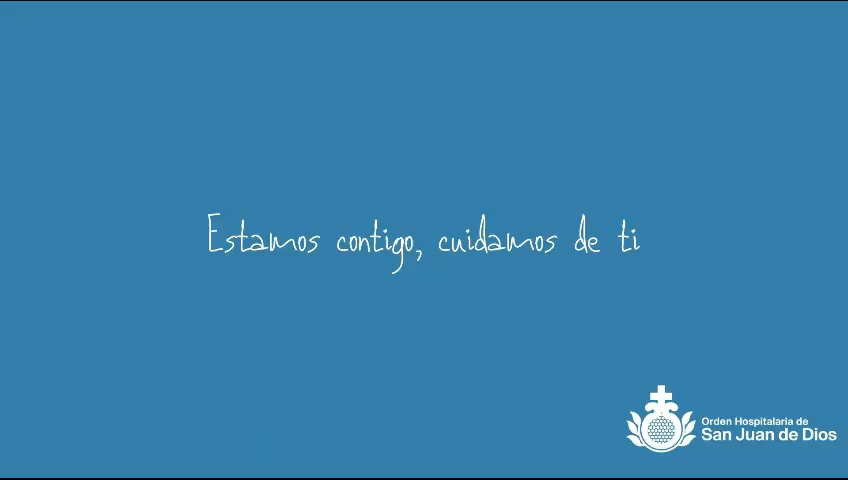 Estamos contigo, cuidamos de ti
Orden Hospitalaria de
San Juan de Dios